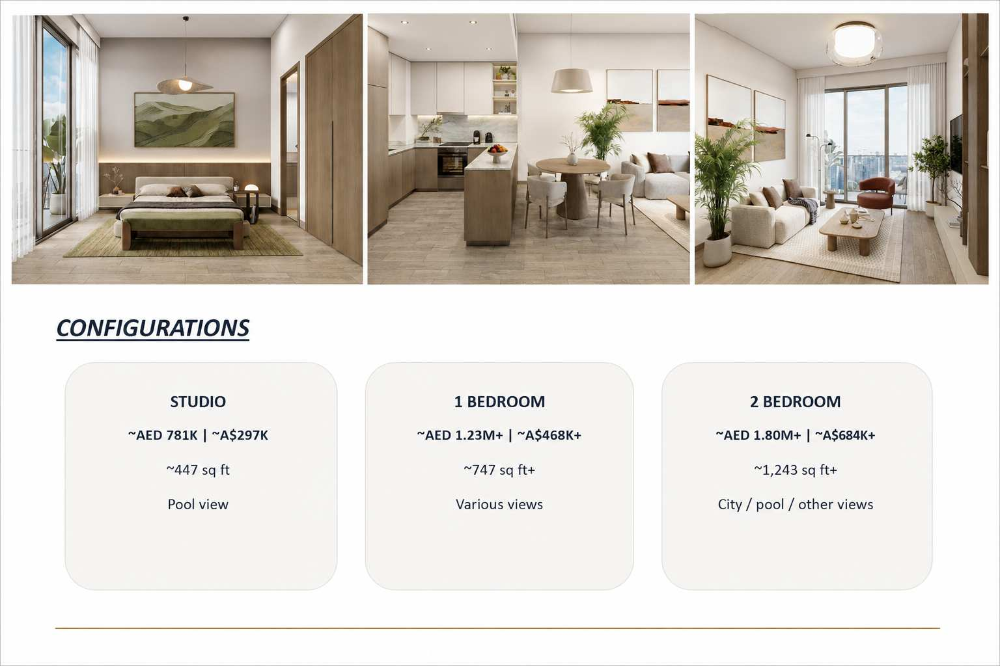 CONFIGURATIONS
STUDIO
~AED 781K | ~A$297K
~447 sq ft
Pool view
1 BEDROOM
~AED 1.23M+ | ~A$468K+
~747 sq ft+
Various views
2 BEDROOM
~AED 1.80M+ | ~A$684K+
~1,243 sq ft+
City / pool / other views